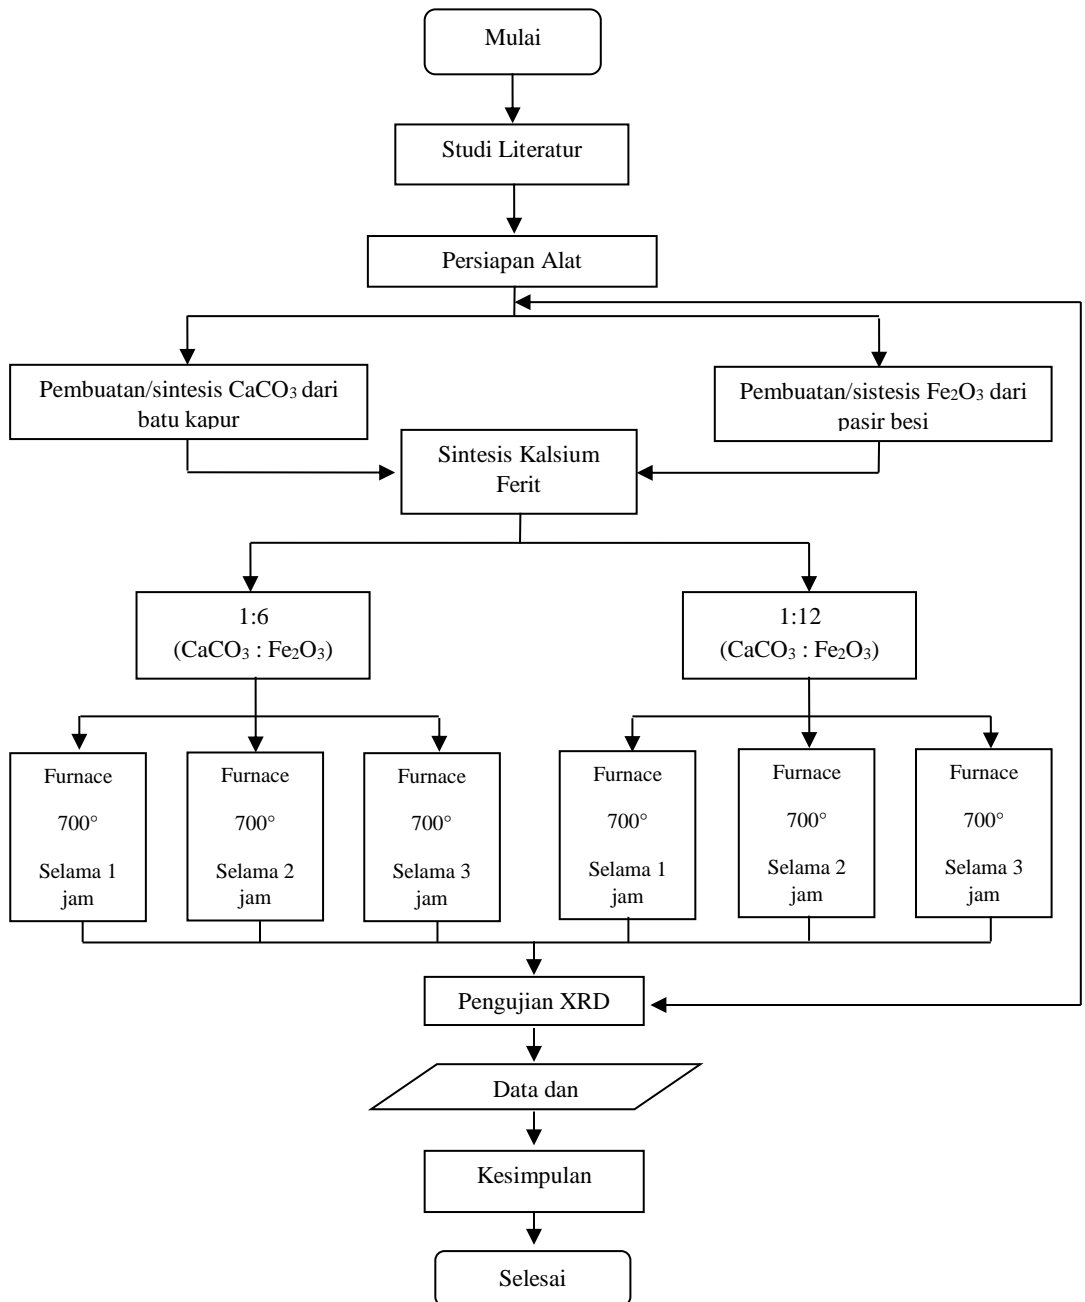 Mulai
Studi Literatur
Persiapan Alat
Pembuatan/sintesis CaCO₃ dari
batu kapur
Pembuatan/sistesis Fe₂O₃ dari
pasir besi
Sintesis Kalsium
Ferit
1:6
(CaCO₃ : Fe₂O₃)
1:12
(CaCO₃ : Fe₂O₃)
Furnace
700°
Selama 1
jam
Furnace
700°
Selama 2
jam
Furnace
700°
Selama 3
jam
Furnace
700°
Selama 1
jam
Furnace
700°
Selama 2
jam
Furnace
700°
Selama 3
jam
Pengujian XRD
Data dan
Kesimpulan
Selesai